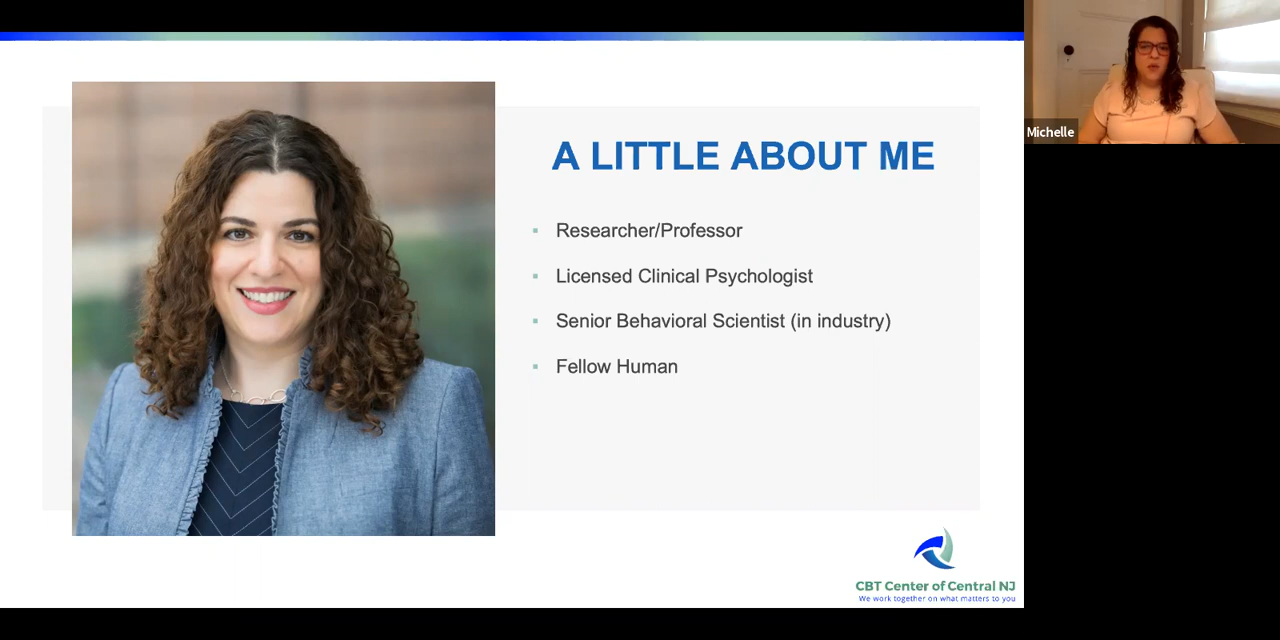 A LITTLE ABOUT ME
Researcher/Professor
Licensed Clinical Psychologist
Senior Behavioral Scientist (in industry)
Fellow Human
CBT Center of Central NJ
We work together on what matters to you
Michelle